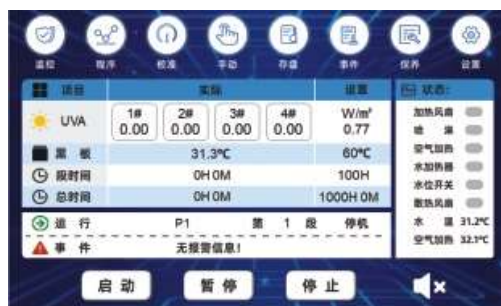 监控 程序 校准 手动 存盘 事件 保养 设置
项目 实际 设置
UVA 1# 0.00 2# 0.00 3# 0.00 4# 0.00 W/m² 0.77
黑 板 31.3℃ 60℃
段时间 0H 0M 100H
总时间 0H 0M 1000H 0M
运 行 P1 第 1 段 停机
事 件 无报警信息!
状态:
加热风扇
喷 淋
空气加热
水加热器
水位开关
散热风扇
水 温 31.2℃
空气加热 32.1℃
启 动 暂 停 停 止